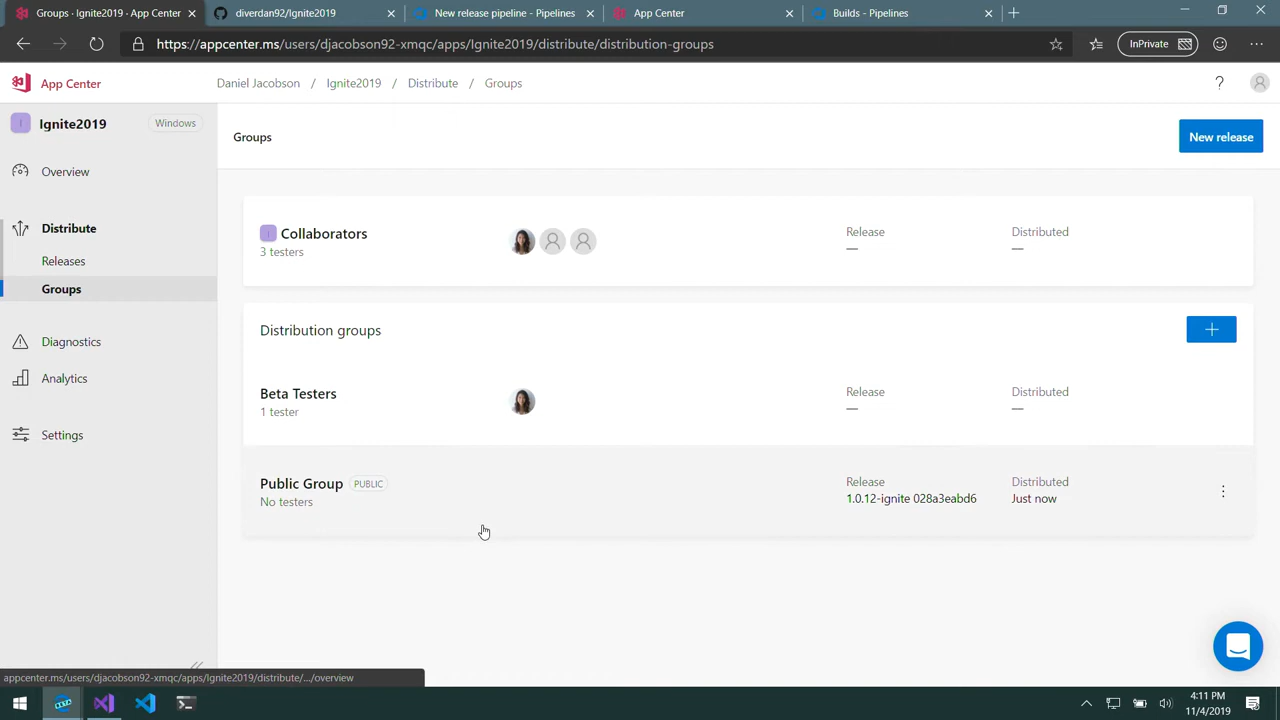 Groups · Ignite2019 · App Center
diverdan92/Ignite2019
New release pipeline - Pipelines
App Center
Builds - Pipelines
https://appcenter.ms/users/djacobson92-xmqc/apps/Ignite2019/distribute/distribution-groups
InPrivate
App Center
Daniel Jacobson / Ignite2019 / Distribute / Groups
?
I
Ignite2019
Windows
Groups
New release
Overview
Distribute
Releases
Groups
Diagnostics
Analytics
Settings
Collaborators
3 testers
Release
—
Distributed
—
Distribution groups
Beta Testers
1 tester
Release
—
Distributed
—
Public Group PUBLIC
No testers
Release
1.0.12-ignite 028a3eabd6
Distributed
Just now
appcenter.ms/users/djacobson92-xmqc/apps/Ignite2019/distribute/.../overview
4:11 PM
11/4/2019